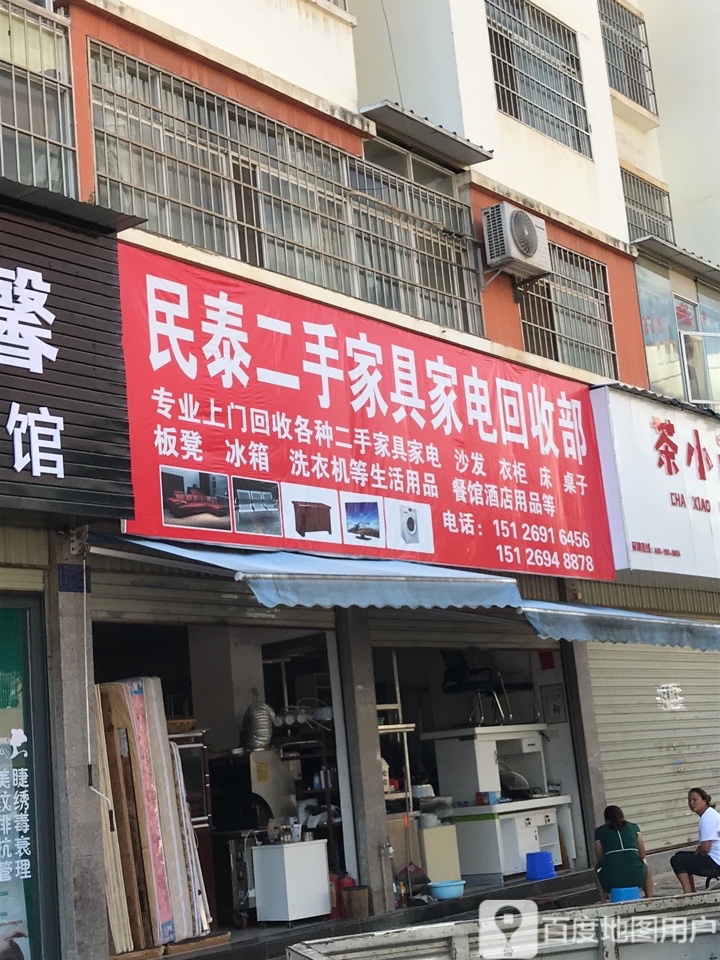 民泰二手家具家电回收部
专业上门回收各种二手家具家电 沙发 衣柜 床 桌子
板凳 冰箱 洗衣机等生活用品 餐馆酒店用品等
电话：151 2691 6456
151 2694 8878
馨
馆
茶小
CHA XIAO
睫绣毒衰理
美纹排抗管
百度地图用户